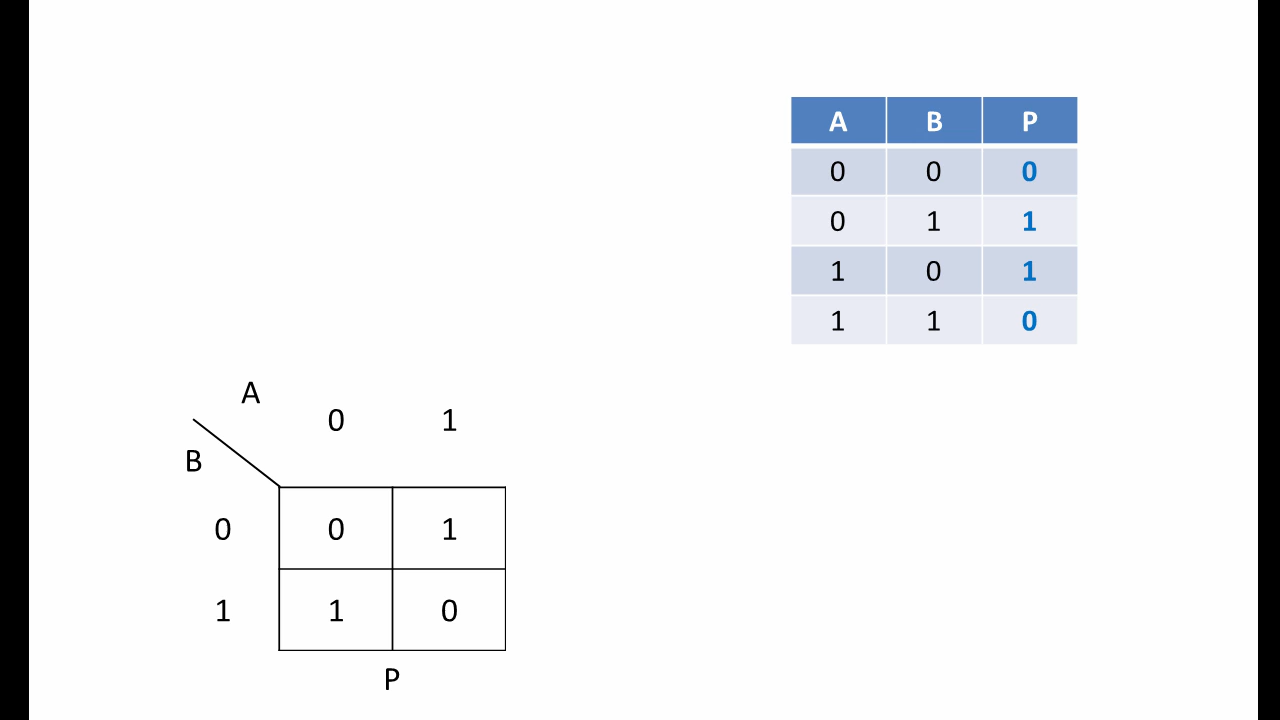 A B P
0 0 0
0 1 1
1 0 1
1 1 0
A
0 1
B
0 0 1
1 1 0
P